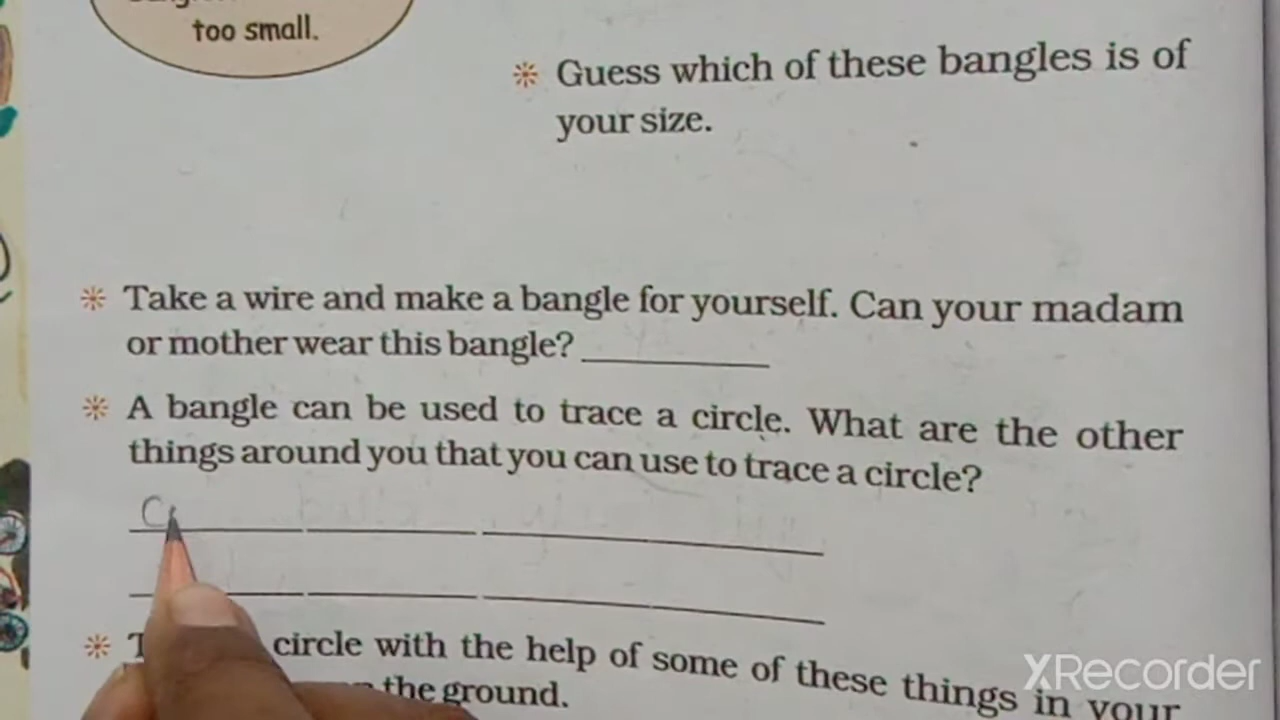 too small.
Guess which of these bangles is of
your size.
Take a wire and make a bangle for yourself. Can your madam
or mother wear this bangle?
A bangle can be used to trace a circle. What are the other
things around you that you can use to trace a circle?
C
circle with the help of some of these things in your
the ground.
XRecorder